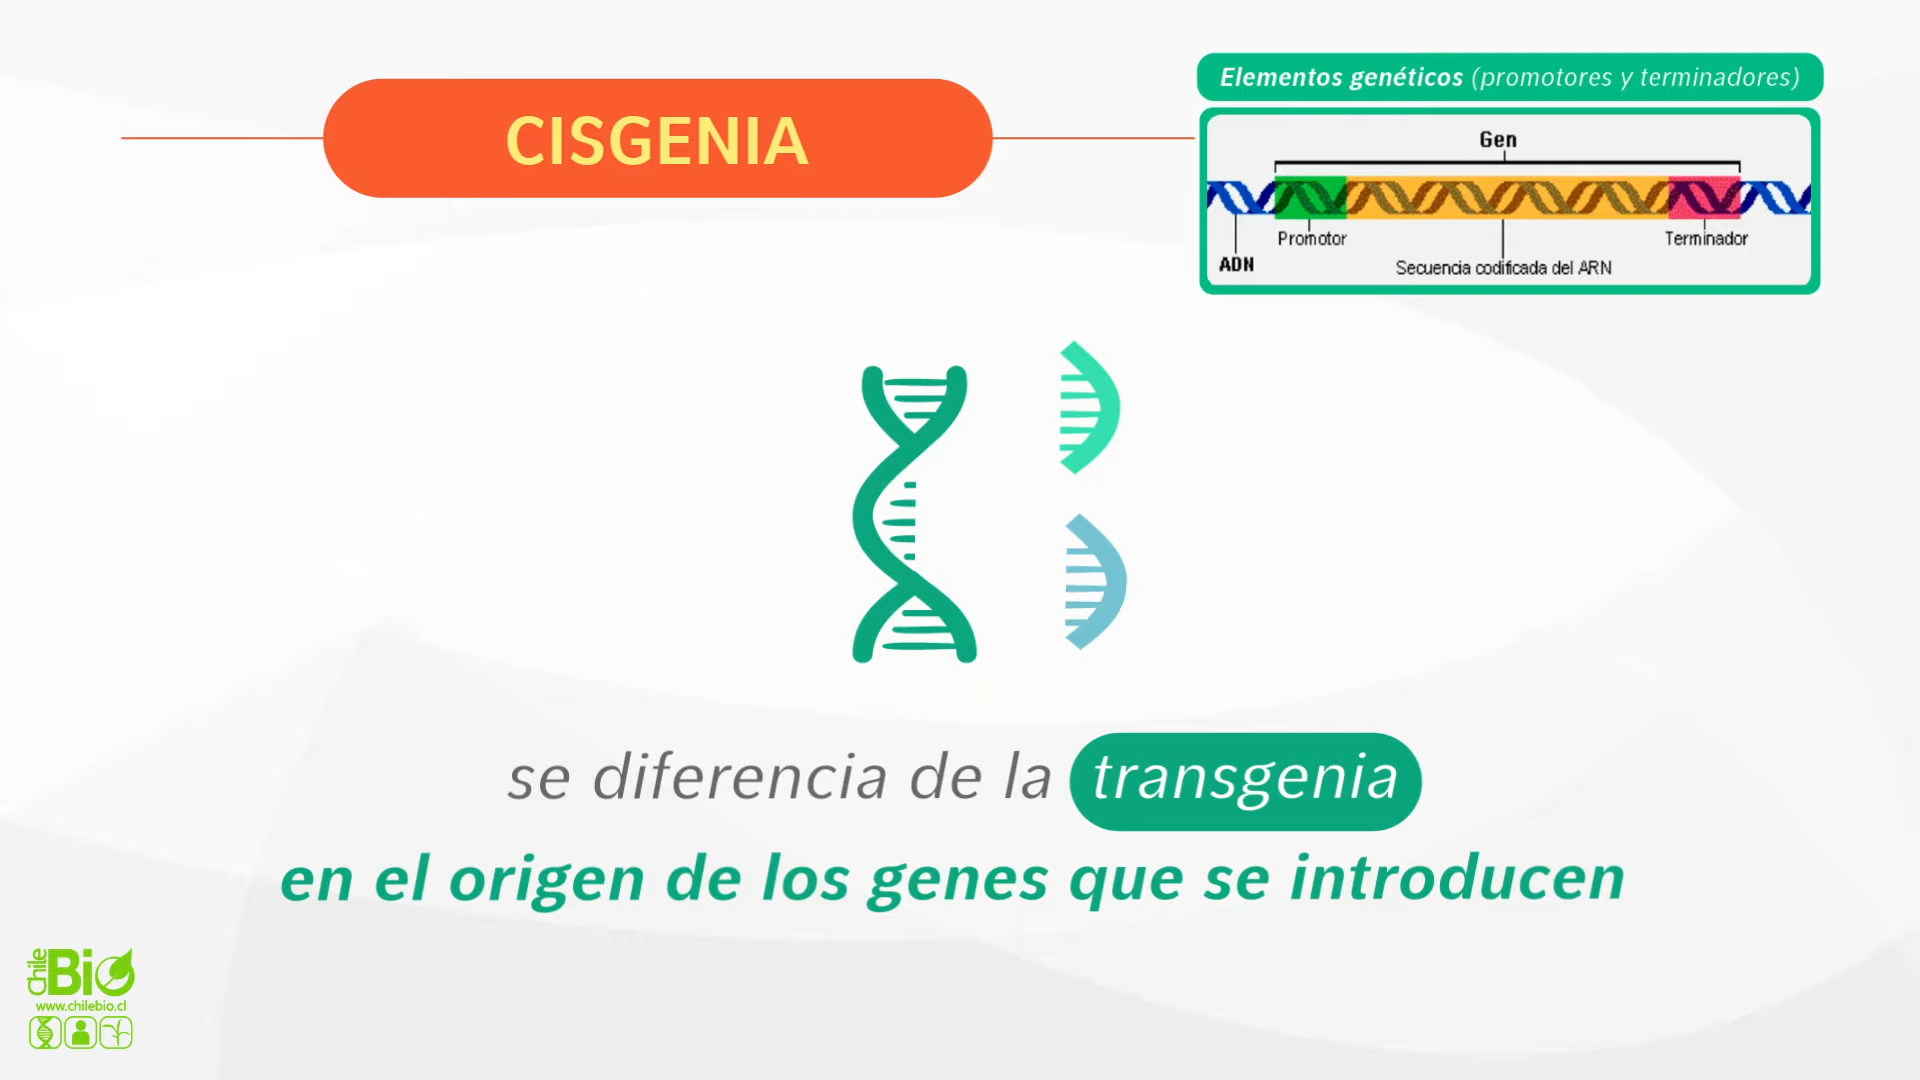 CISGENIA
Elementos genéticos (promotores y terminadores)
Gen
Promotor
Terminador
ADN
Secuencia codificada del ARN
se diferencia de la transgenia
en el origen de los genes que se introducen
chile
Bio
www.chilebio.cl